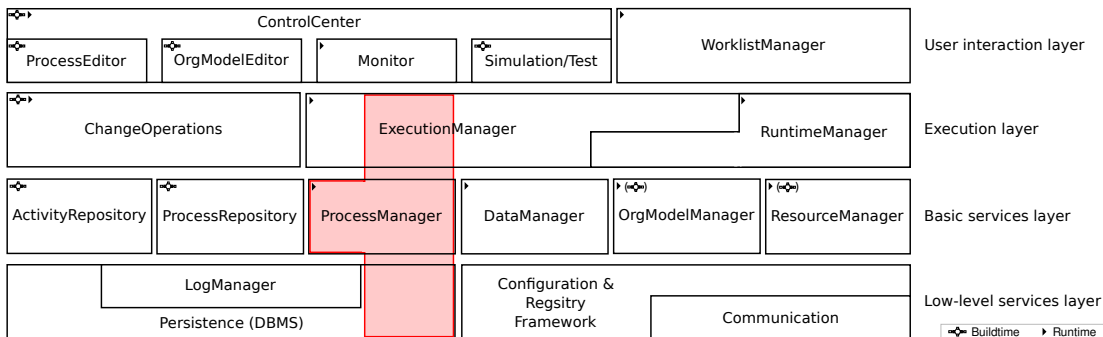 ControlCenter
ProcessEditor
OrgModelEditor
Monitor
Simulation/Test
WorklistManager
User interaction layer
ChangeOperations
ExecutionManager
RuntimeManager
Execution layer
ActivityRepository
ProcessRepository
ProcessManager
DataManager
OrgModelManager
ResourceManager
Basic services layer
LogManager
Persistence (DBMS)
Configuration &
Regsitry
Framework
Communication
Low-level services layer
Buildtime
Runtime